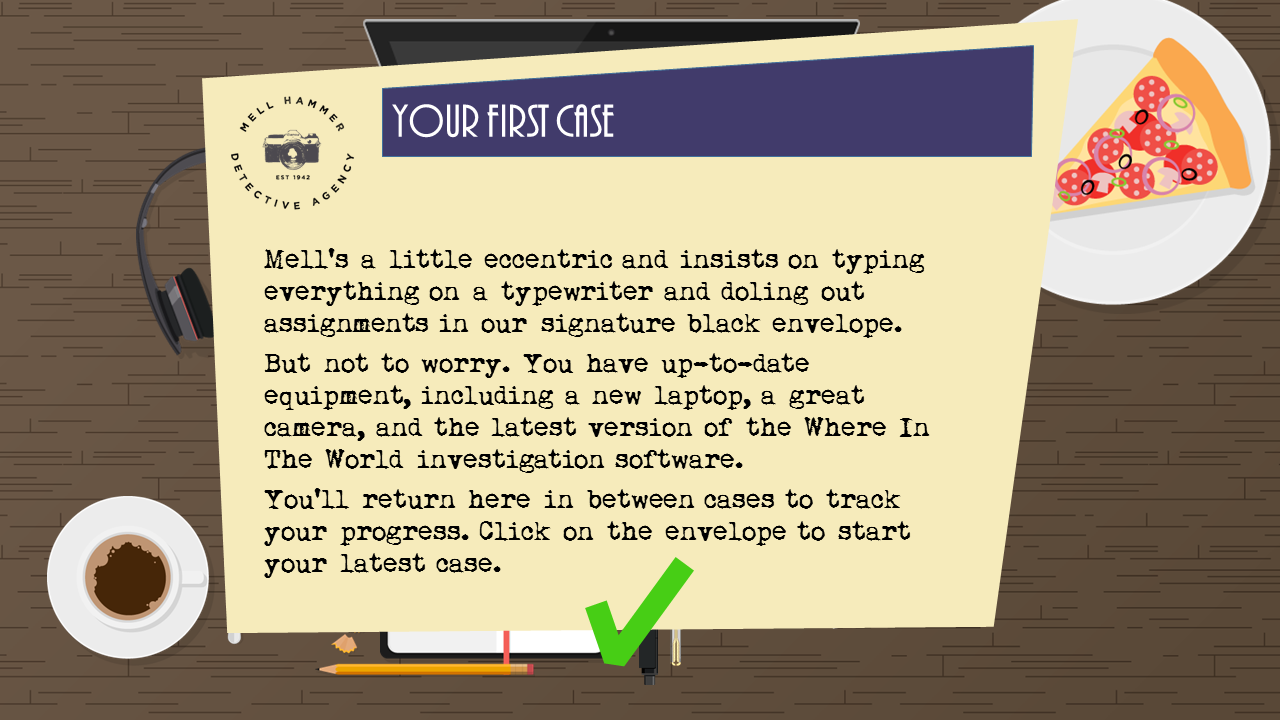 MELL HAMMER
EST 1942
DETECTIVE AGENCY
YOUR FIRST CASE
Mell's a little eccentric and insists on typing
everything on a typewriter and doling out
assignments in our signature black envelope.
But not to worry. You have up-to-date
equipment, including a new laptop, a great
camera, and the latest version of the Where In
The World investigation software.
You'll return here in between cases to track
your progress. Click on the envelope to start
your latest case.